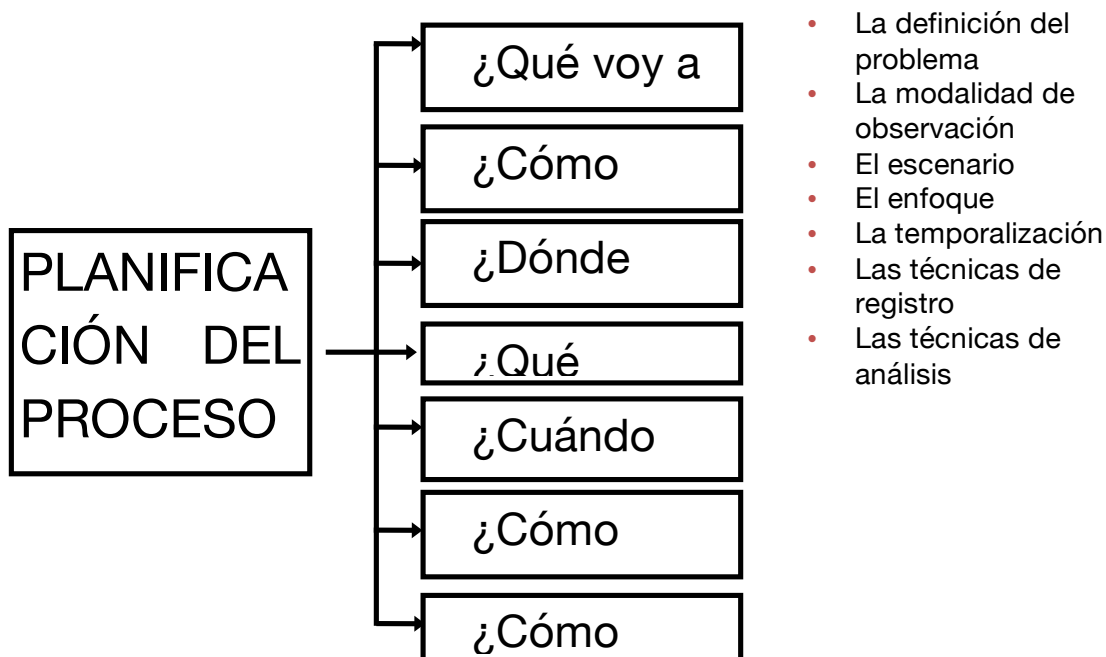 PLANIFICA
CIÓN DEL
PROCESO
¿Qué voy a
¿Cómo
¿Dónde
¿Qué
¿Cuándo
¿Cómo
¿Cómo
• La definición del
problema
• La modalidad de
observación
• El escenario
• El enfoque
• La temporalización
• Las técnicas de
registro
• Las técnicas de
análisis